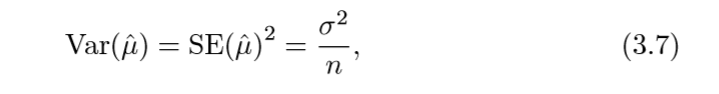 Var(μ̂) = SE(μ̂)² = σ²/n, (3.7)